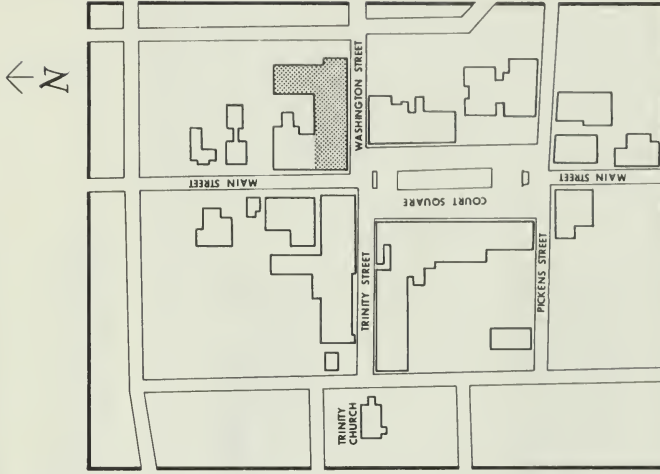 N
WASHINGTON STREET
MAIN STREET
COURT SQUARE
MAIN STREET
TRINITY STREET
PICKENS STREET
TRINITY
CHURCH